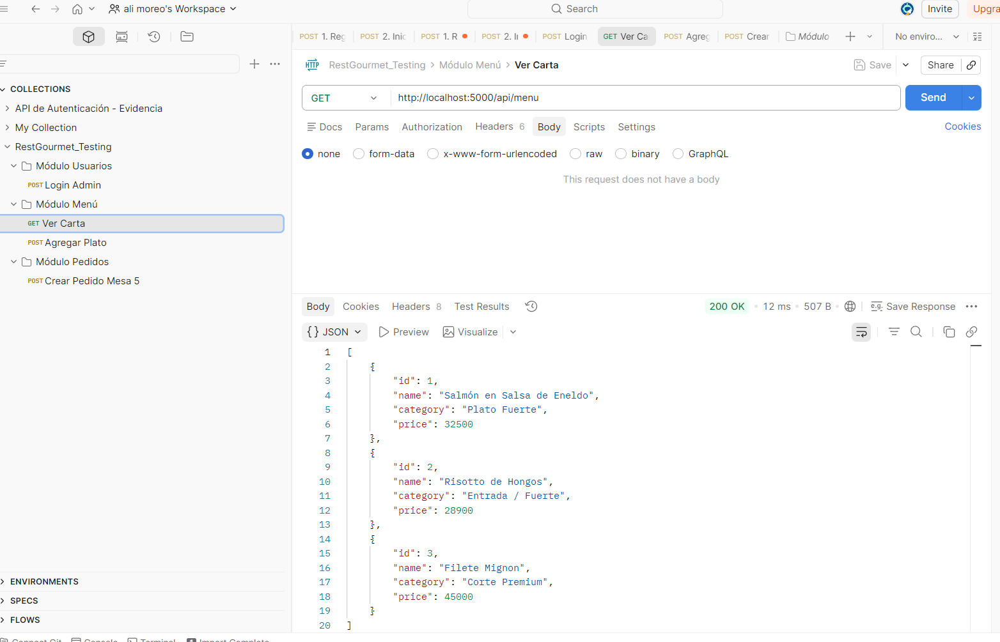 ali moreo's Workspace
Search
Invite
Upgra
POST 1. Reg
POST 2. Inic
POST 1. R
POST 2. Ir
POST Login
GET Ver Ca
POST Agreg
POST Crear
Módulo
No enviro...
HTTP RestGourmet_Testing > Módulo Menú > Ver Carta
Save
Share
COLLECTIONS
API de Autenticación - Evidencia
My Collection
RestGourmet_Testing
Módulo Usuarios
POST Login Admin
Módulo Menú
GET Ver Carta
POST Agregar Plato
Módulo Pedidos
POST Crear Pedido Mesa 5
ENVIRONMENTS
SPECS
FLOWS
Connect Git Console Terminal 1 Import Complete
GET http://localhost:5000/api/menu Send
Docs Params Authorization Headers 6 Body Scripts Settings Cookies
none form-data x-www-form-urlencoded raw binary GraphQL
This request does not have a body
Body Cookies Headers 8 Test Results 200 OK • 12 ms • 507 B • e.g. Save Response
{} JSON Preview Visualize
1 [
2 {
3 "id": 1,
4 "name": "Salmón en Salsa de Eneldo",
5 "category": "Plato Fuerte",
6 "price": 32500
7 },
8 {
9 "id": 2,
10 "name": "Risotto de Hongos",
11 "category": "Entrada / Fuerte",
12 "price": 28900
13 },
14 {
15 "id": 3,
16 "name": "Filete Mignon",
17 "category": "Corte Premium",
18 "price": 45000
19 }
20 ]